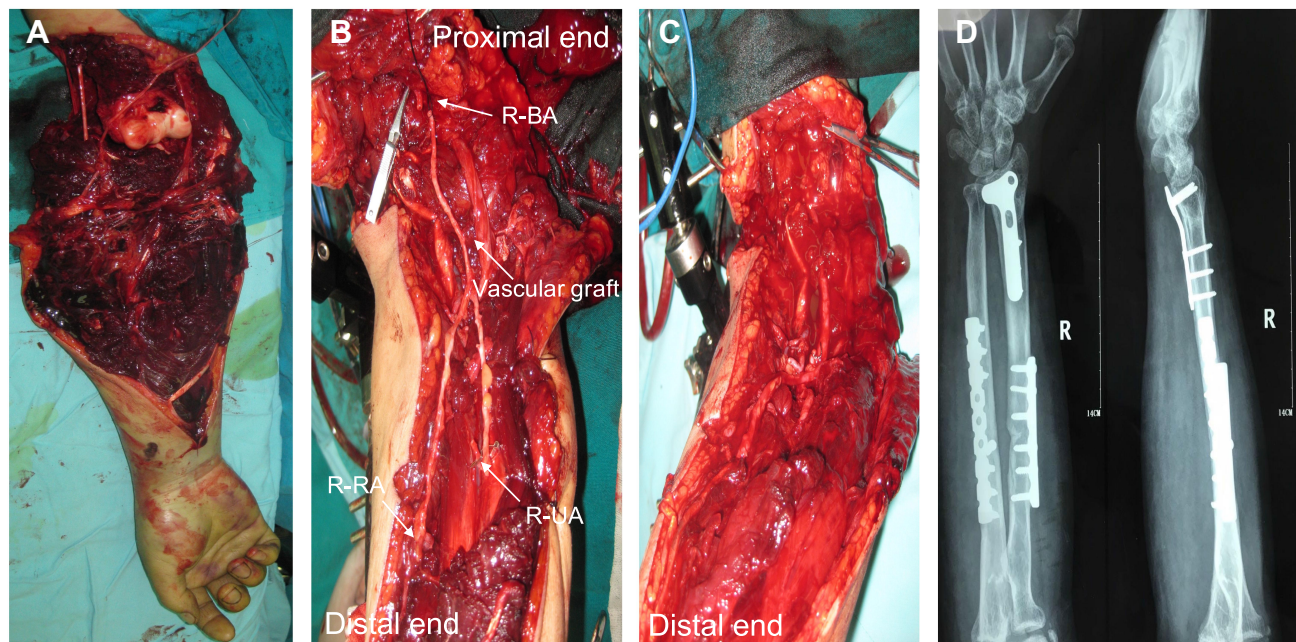 A
B
Proximal end
R-BA
Vascular graft
R-RA
R-UA
Distal end
C
Distal end
D
R
14CM
R
14CM